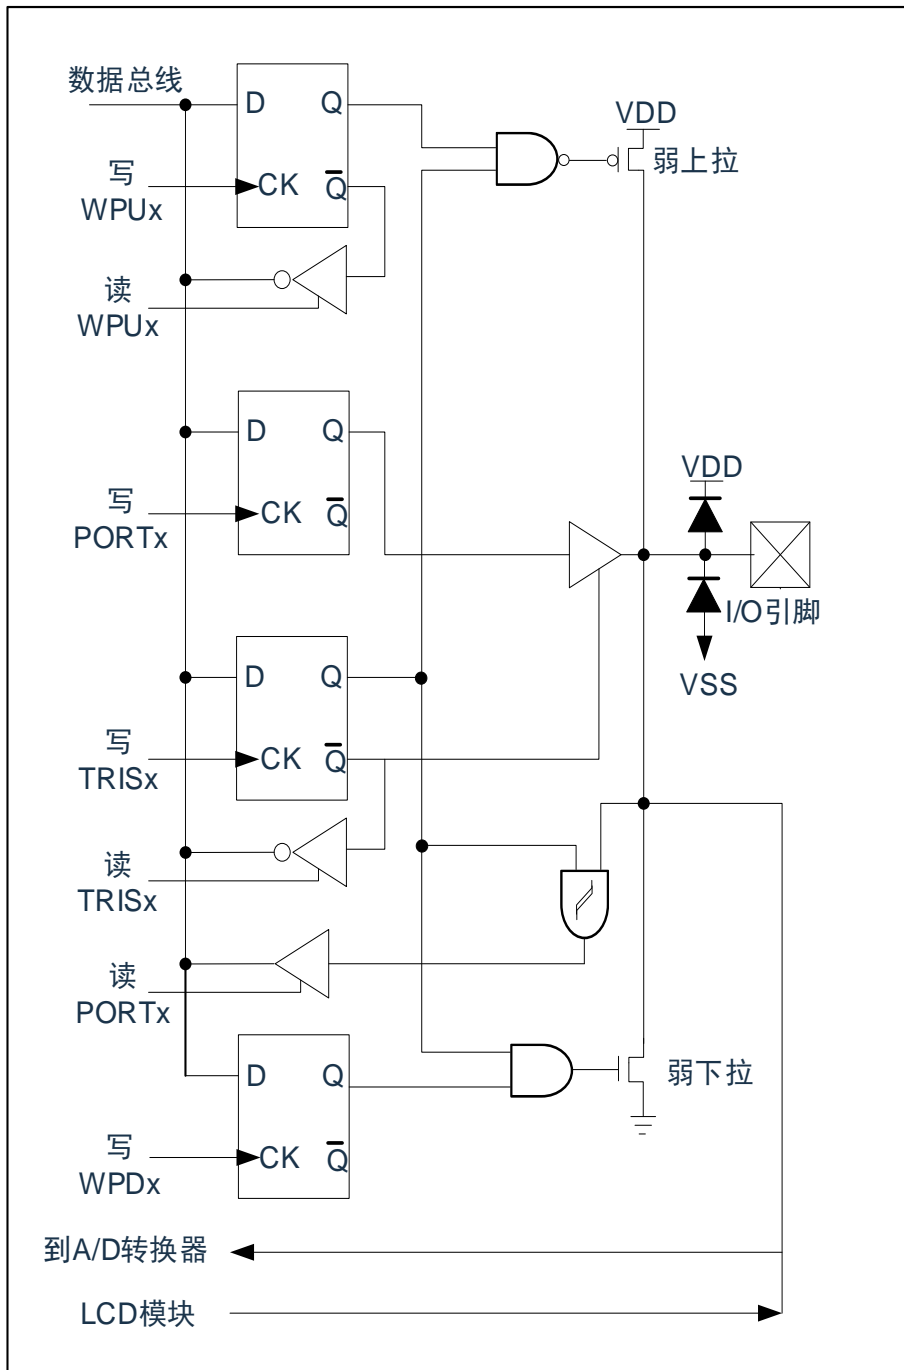 数据总线
D
Q
写
WPUx
CK
Q
VDD
弱上拉
读
WPUx
D
Q
写
PORTx
CK
Q
VDD
I/O引脚
VSS
D
Q
写
TRISx
CK
Q
读
TRISx
读
PORTx
D
Q
弱下拉
写
WPDx
CK
Q
到A/D转换器
LCD模块